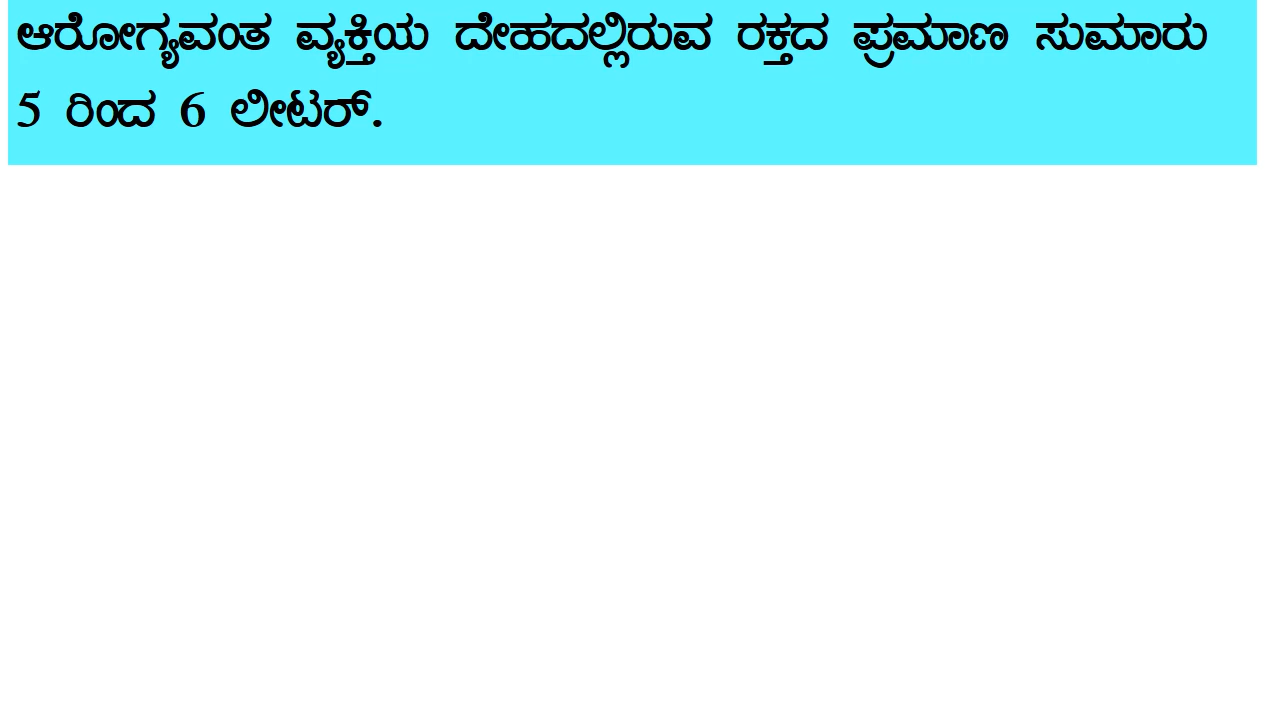 ಆರೋಗ್ಯವಂತ ವ್ಯಕ್ತಿಯ ದೇಹದಲ್ಲಿರುವ ರಕ್ತದ ಪ್ರಮಾಣ ಸುಮಾರು
5 ರಿಂದ 6 ಲೀಟರ್.